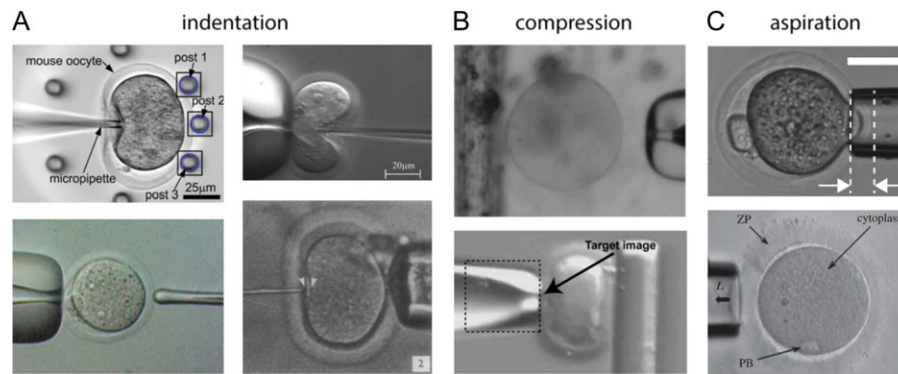 A
indentation
B
compression
C
aspiration
mouse oocyte
post 1
post 2
post 3
micropipette
25μm
20μm
2
Target image
ZP
cytoplasm
L
PB